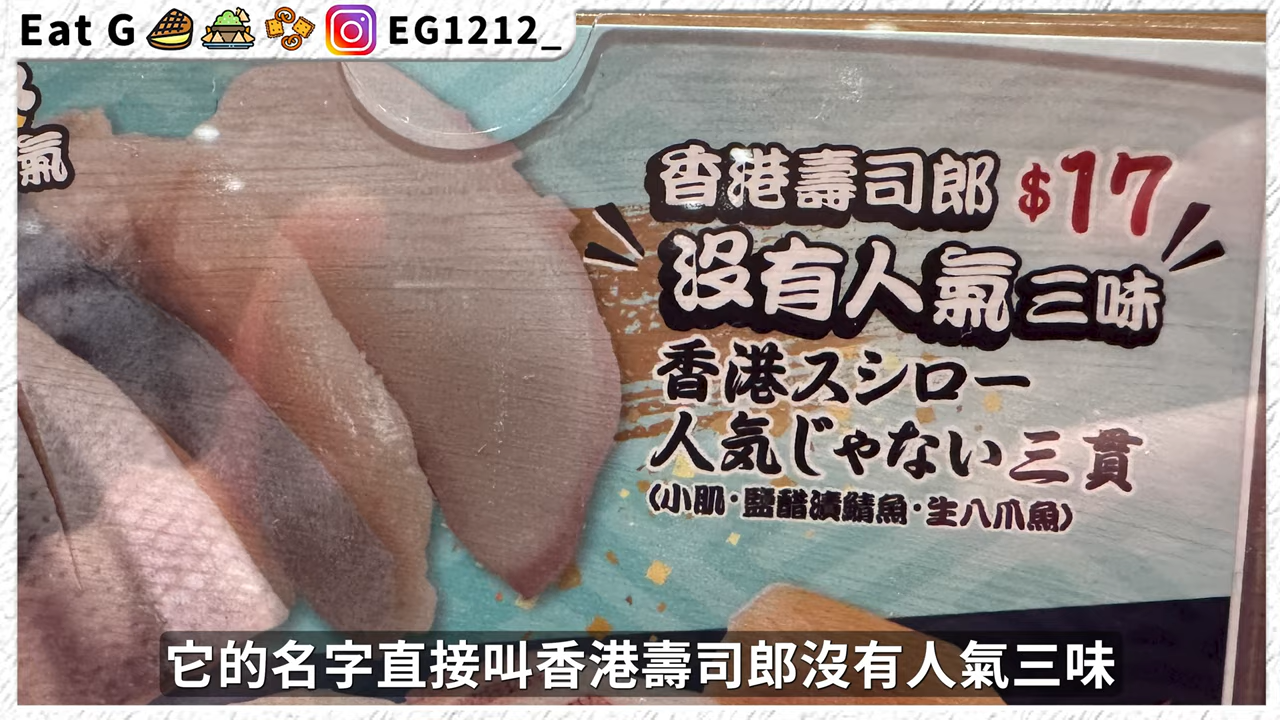 Eat G EG1212_
氣
香港壽司郎 $17
沒有人氣三味
香港スシロー
人気じゃない三貫
(小肌·鹽醋漬鯖魚·生八爪魚)
它的名字直接叫香港壽司郎沒有人氣三味